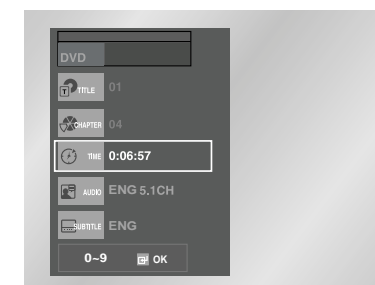 DVD
T TITLE 01
CHAPTER 04
TIME 0:06:57
AUDIO ENG 5.1CH
SUBTITLE ENG
0~9 OK